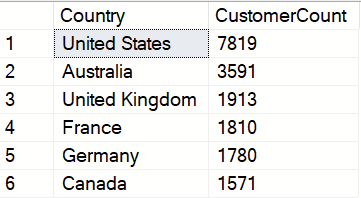 Country CustomerCount
1 United States 7819
2 Australia 3591
3 United Kingdom 1913
4 France 1810
5 Germany 1780
6 Canada 1571